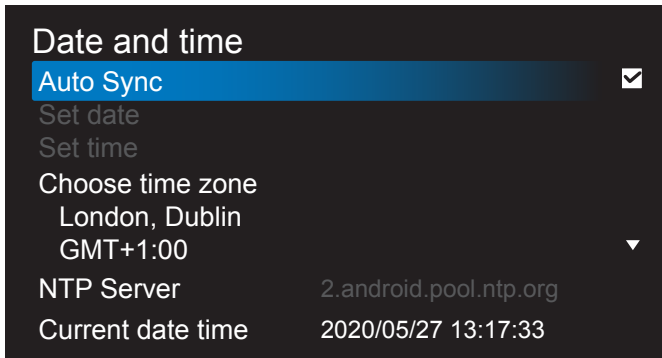 Date and time
Auto Sync
Set date
Set time
Choose time zone
London, Dublin
GMT+1:00
NTP Server 2.android.pool.ntp.org
Current date time 2020/05/27 13:17:33